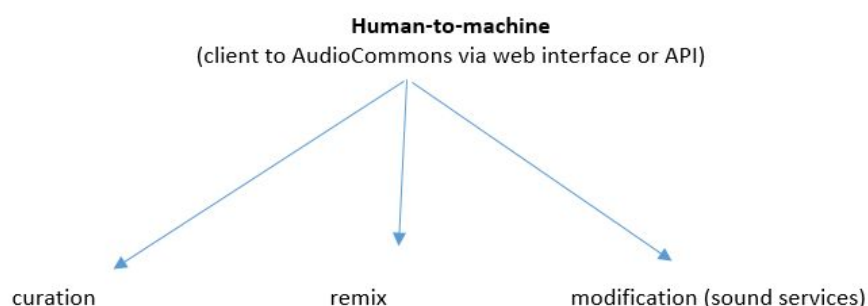 Human-to-machine
(client to AudioCommons via web interface or API)
curation
remix
modification (sound services)